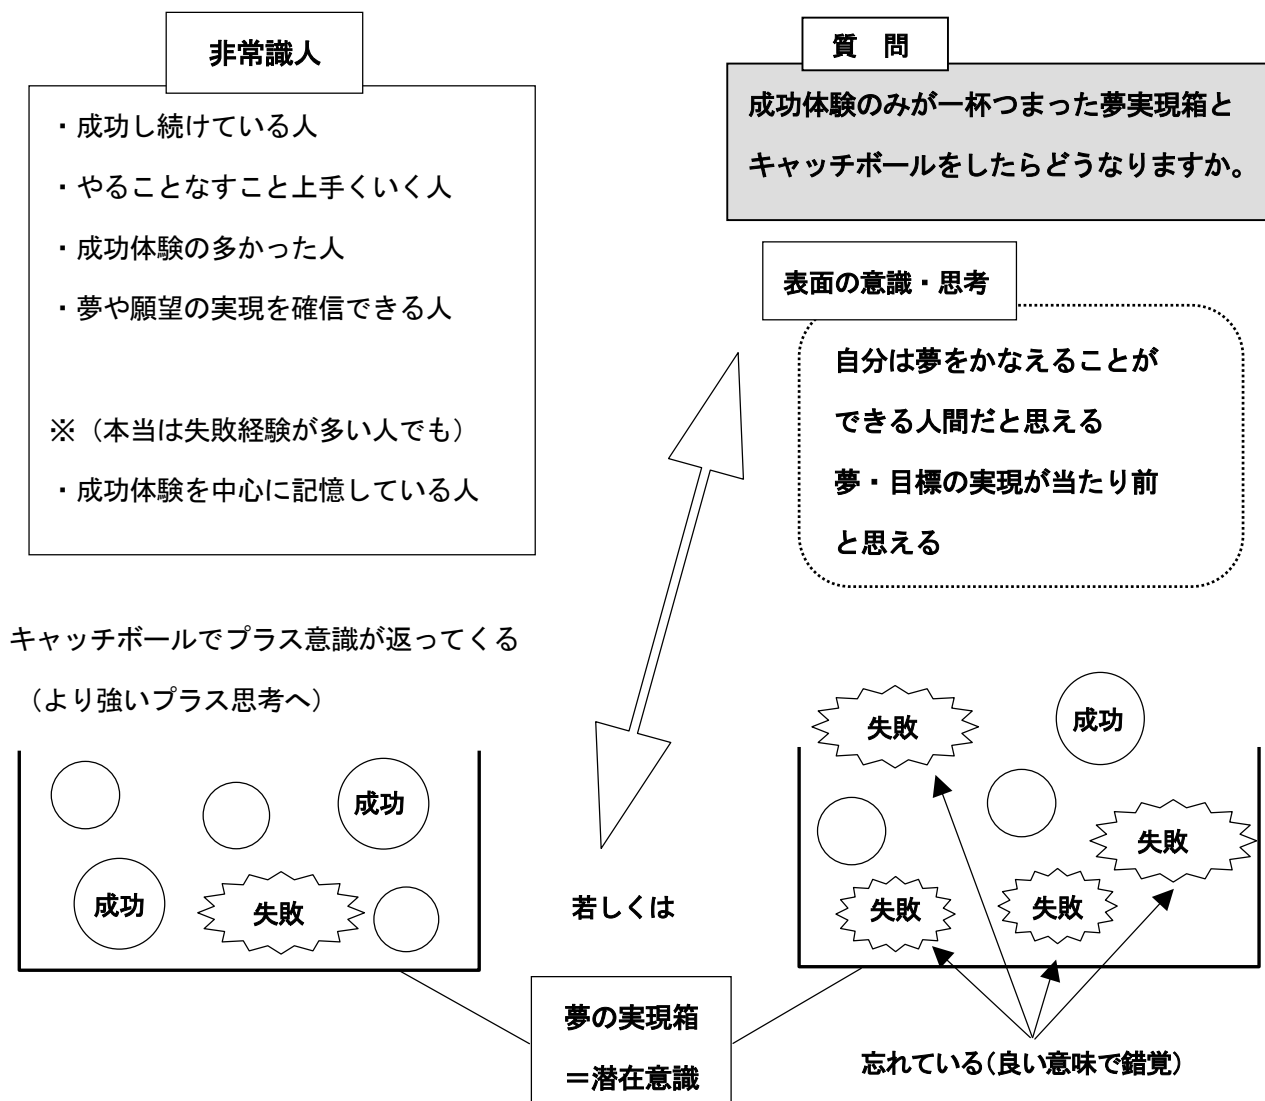 非常識人
・成功し続けている人
・やることなすこと上手くいく人
・成功体験の多かった人
・夢や願望の実現を確信できる人
※（本当は失敗経験が多い人でも）
・成功体験を中心に記憶している人
質　問
成功体験のみが一杯つまった夢実現箱と
キャッチボールをしたらどうなりますか。
表面の意識・思考
自分は夢をかなえることが
できる人間だと思える
夢・目標の実現が当たり前
と思える
キャッチボールでプラス意識が返ってくる
（より強いプラス思考へ）
成功
成功
失敗
若しくは
失敗
成功
失敗
失敗
失敗
夢の実現箱
＝潜在意識
忘れている（良い意味で錯覚）